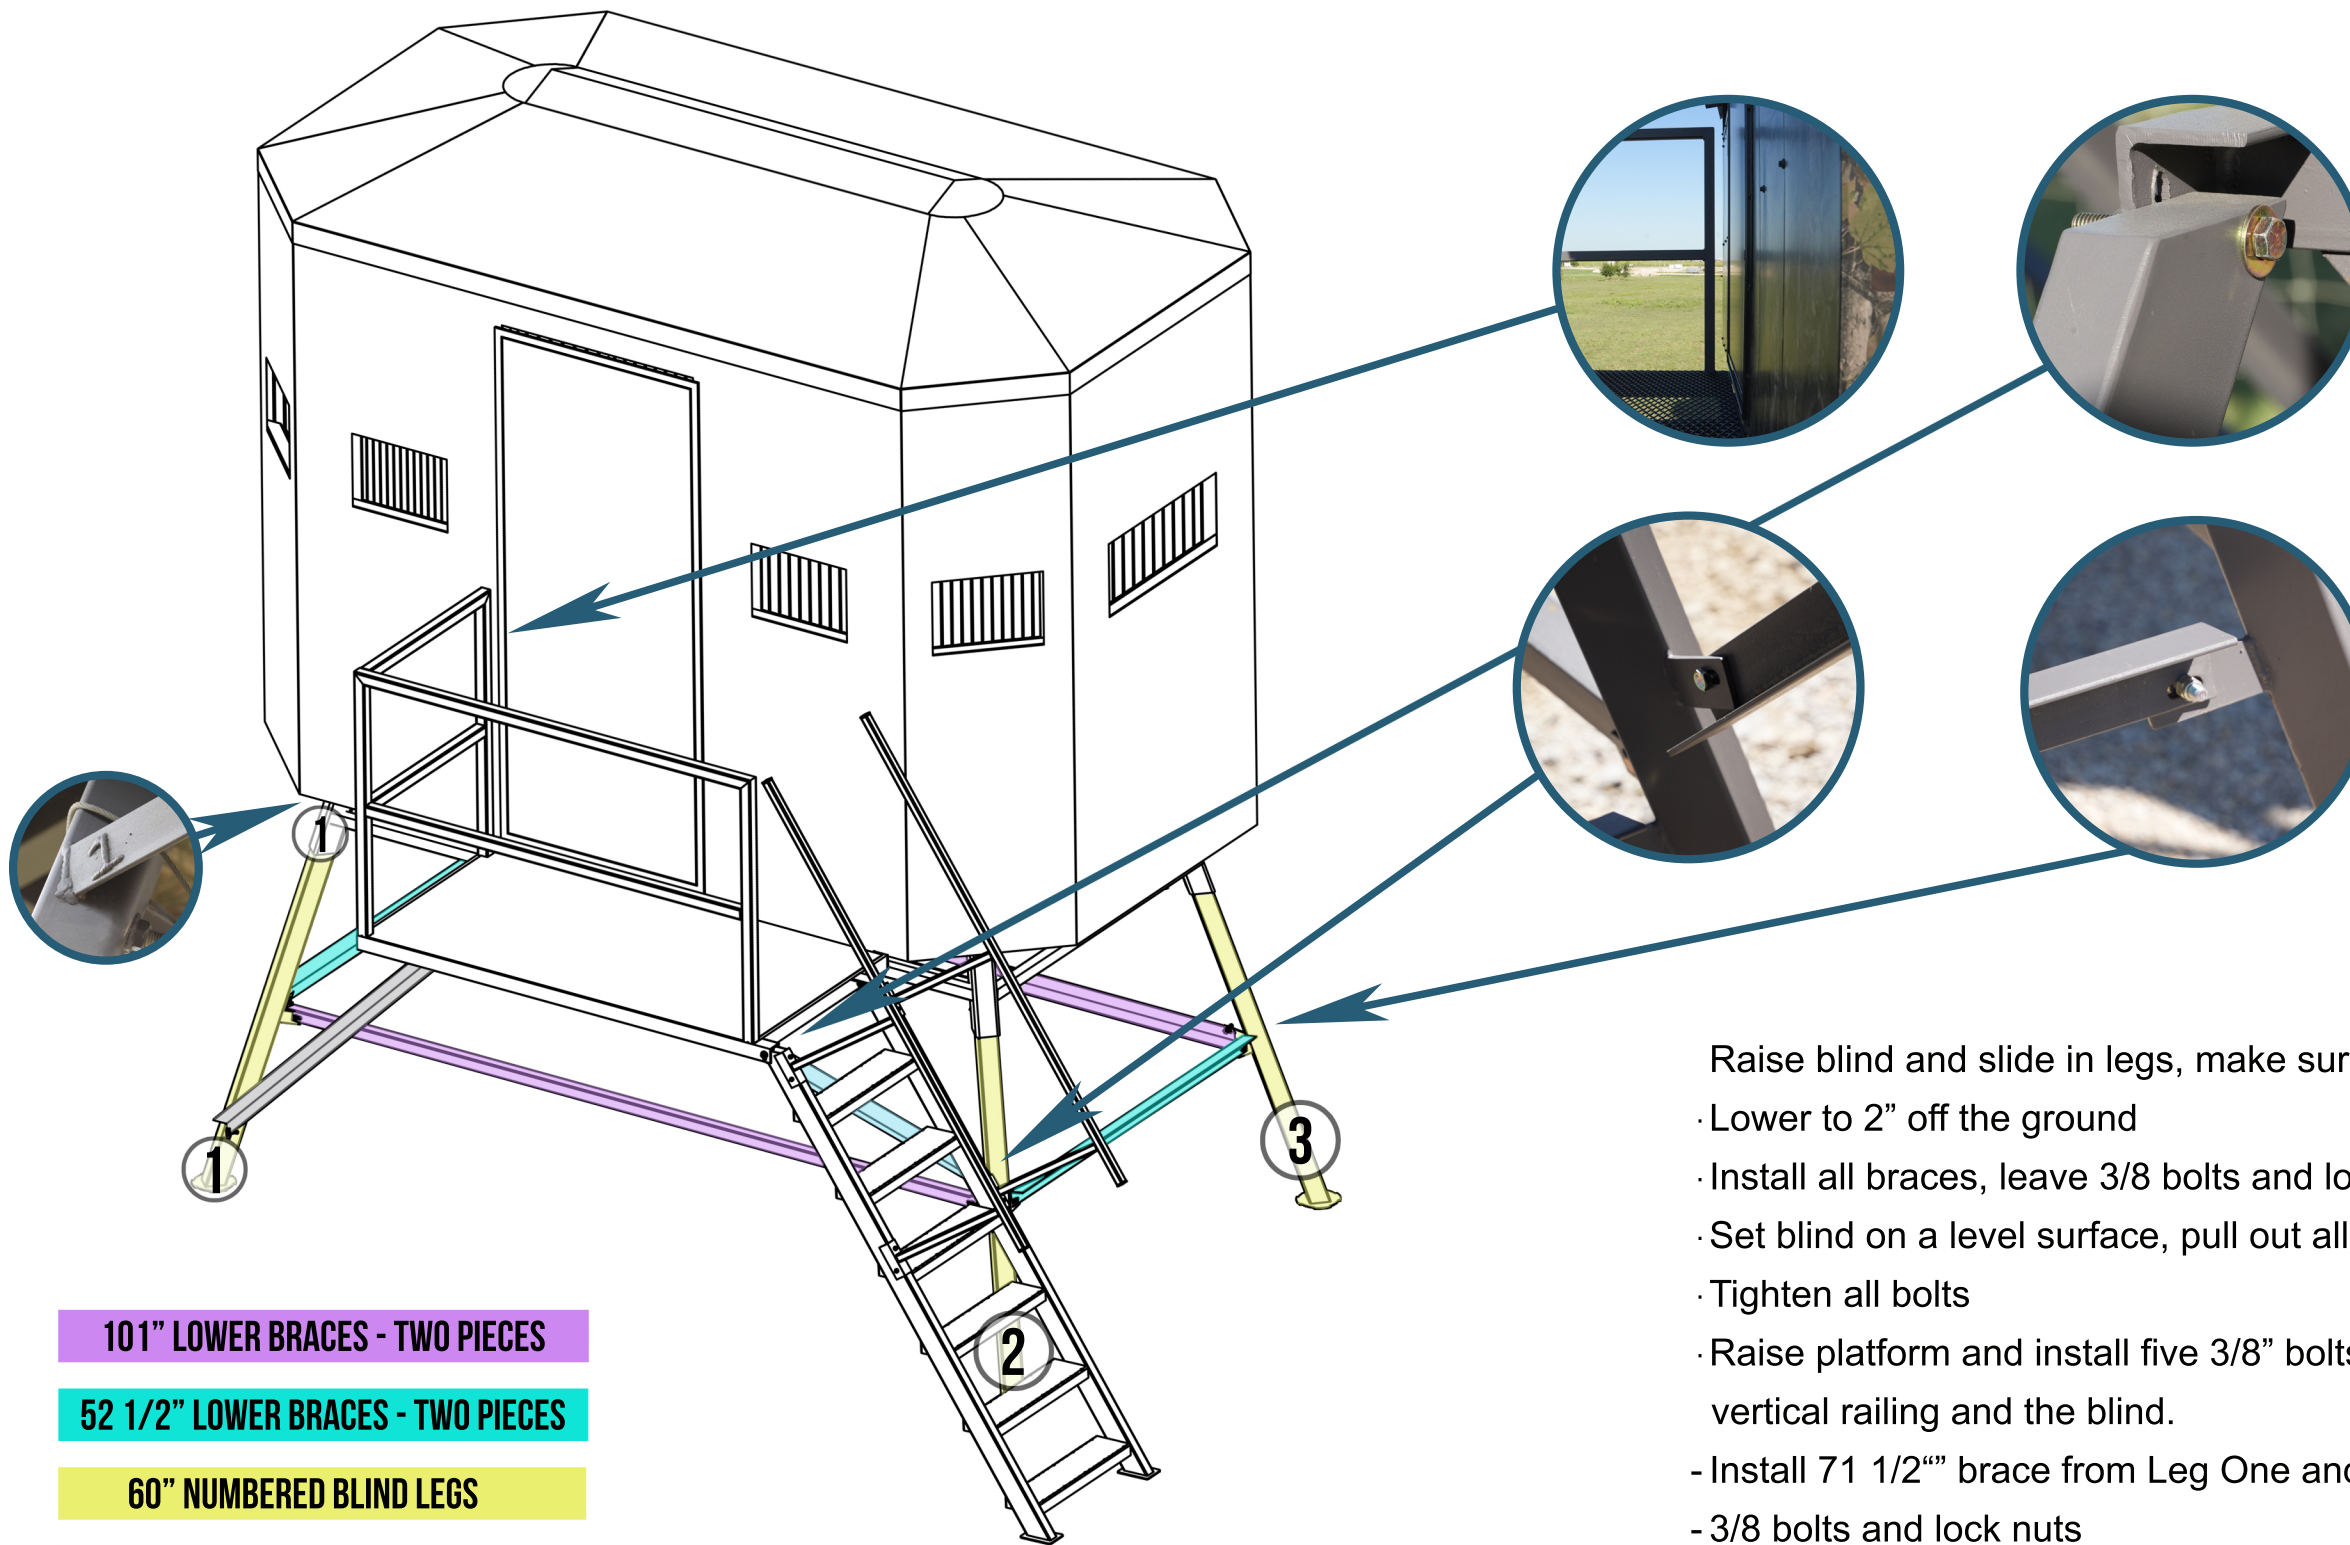 1
1
1
3
2
101” LOWER BRACES - TWO PIECES
52 1/2” LOWER BRACES - TWO PIECES
60” NUMBERED BLIND LEGS
Raise blind and slide in legs, make sur
· Lower to 2” off the ground
· Install all braces, leave 3/8 bolts and lo
· Set blind on a level surface, pull out all
· Tighten all bolts
· Raise platform and install five 3/8” bolts
vertical railing and the blind.
- Install 71 1/2“” brace from Leg One and
- 3/8 bolts and lock nuts